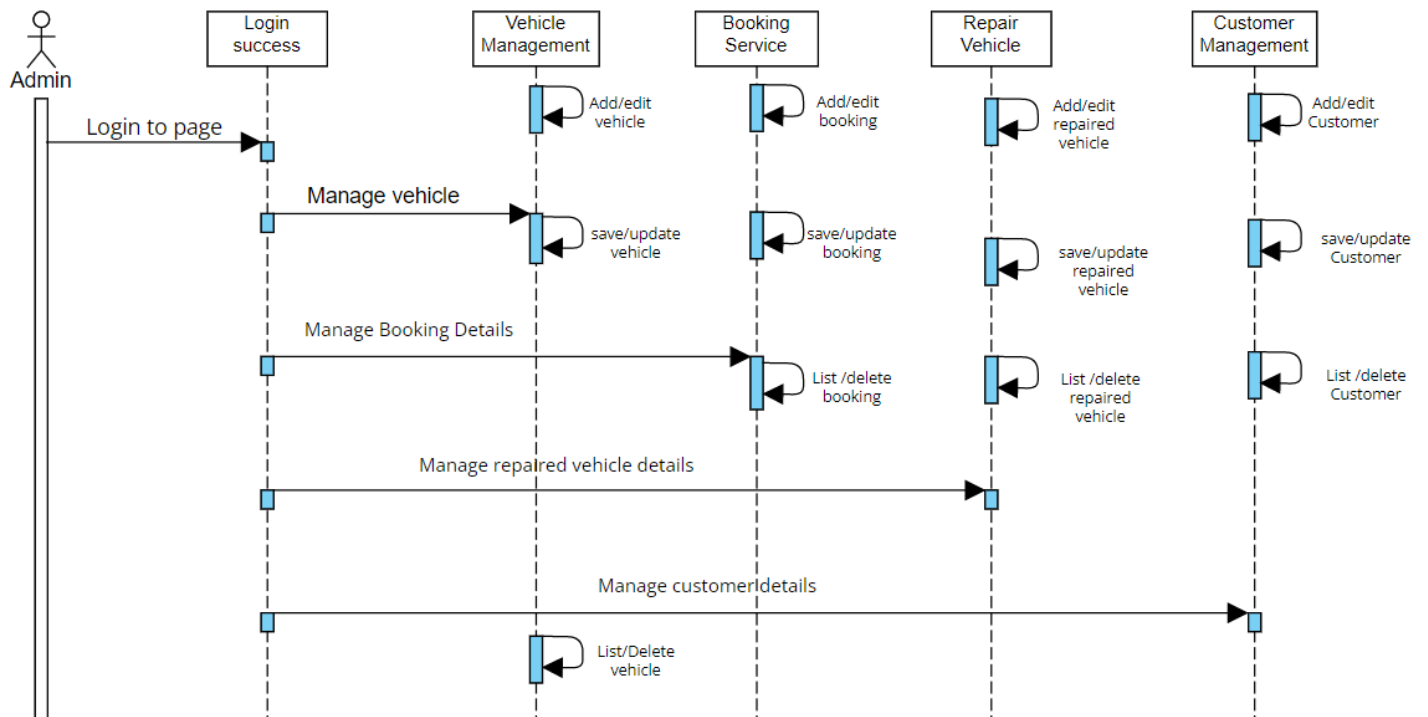 Admin
Login
success
Vehicle
Management
Booking
Service
Repair
Vehicle
Customer
Management
Add/edit
vehicle
Add/edit
booking
Add/edit
repaired
vehicle
Add/edit
Customer
Login to page
Manage vehicle
save/update
vehicle
save/update
booking
save/update
repaired
vehicle
save/update
Customer
Manage Booking Details
List /delete
booking
List /delete
repaired
vehicle
List /delete
Customer
Manage repaired vehicle details
Manage customer details
List/Delete
vehicle